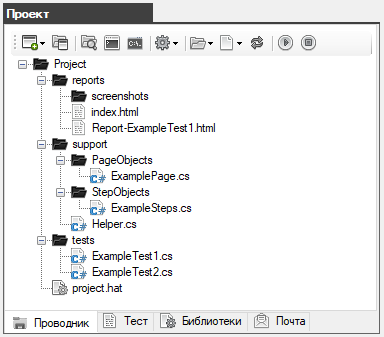 Проект
Project
reports
screenshots
index.html
Report-ExampleTest1.html
support
PageObjects
ExamplePage.cs
StepObjects
ExampleSteps.cs
Helper.cs
tests
ExampleTest1.cs
ExampleTest2.cs
project.hat
Проводник Тест Библиотеки Почта